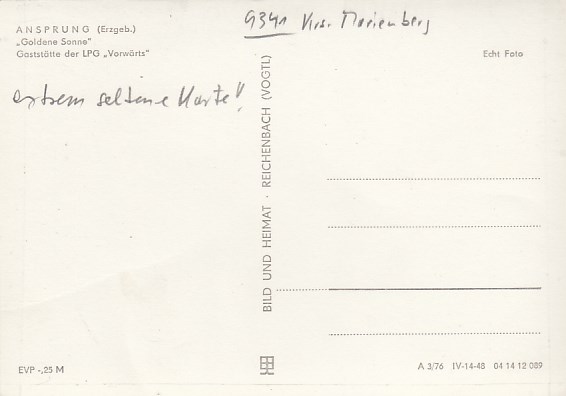 9341 Krs. Marienberg
ANSPRUNG (Erzgeb.)
„Goldene Sonne"
Gaststätte der LPG „Vorwärts"
Echt Foto
extrem seltene Karte!
BILD UND HEIMAT · REICHENBACH (VOGTL)
EVP -,25 M
A 3/76 IV-14-48 04 14 12 089